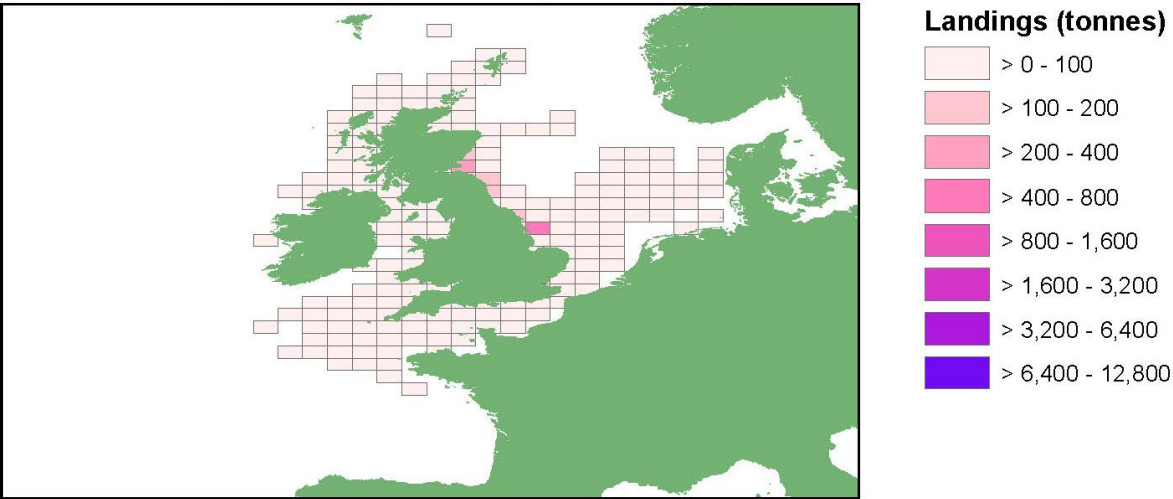 Landings (tonnes)
> 0 - 100
> 100 - 200
> 200 - 400
> 400 - 800
> 800 - 1,600
> 1,600 - 3,200
> 3,200 - 6,400
> 6,400 - 12,800